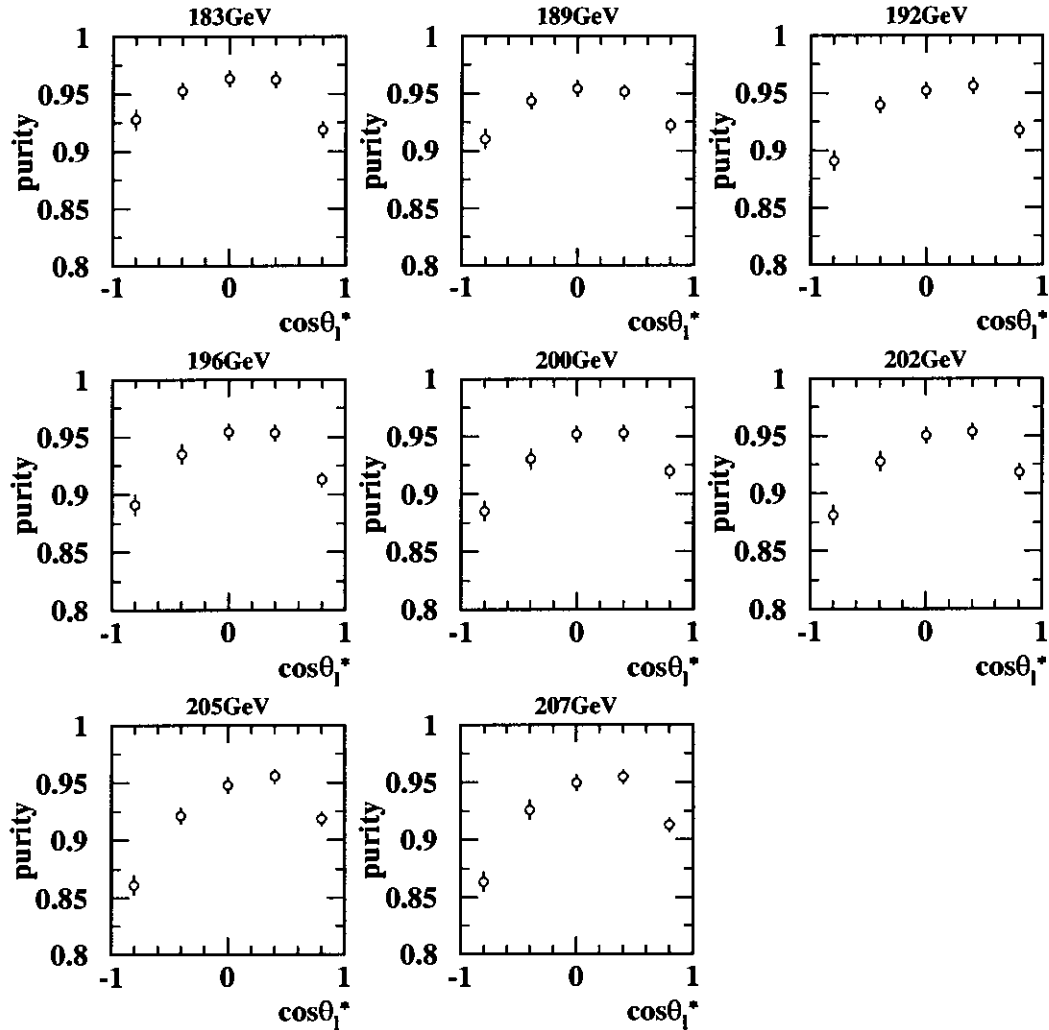 183GeV
purity
1
0.95
0.9
0.85
0.8
-1 0 1
cosθl*
189GeV
purity
1
0.95
0.9
0.85
0.8
-1 0 1
cosθl*
192GeV
purity
1
0.95
0.9
0.85
0.8
-1 0 1
cosθl*
196GeV
purity
1
0.95
0.9
0.85
0.8
-1 0 1
cosθl*
200GeV
purity
1
0.95
0.9
0.85
0.8
-1 0 1
cosθl*
202GeV
purity
1
0.95
0.9
0.85
0.8
-1 0 1
cosθl*
205GeV
purity
1
0.95
0.9
0.85
0.8
-1 0 1
cosθl*
207GeV
purity
1
0.95
0.9
0.85
0.8
-1 0 1
cosθl*